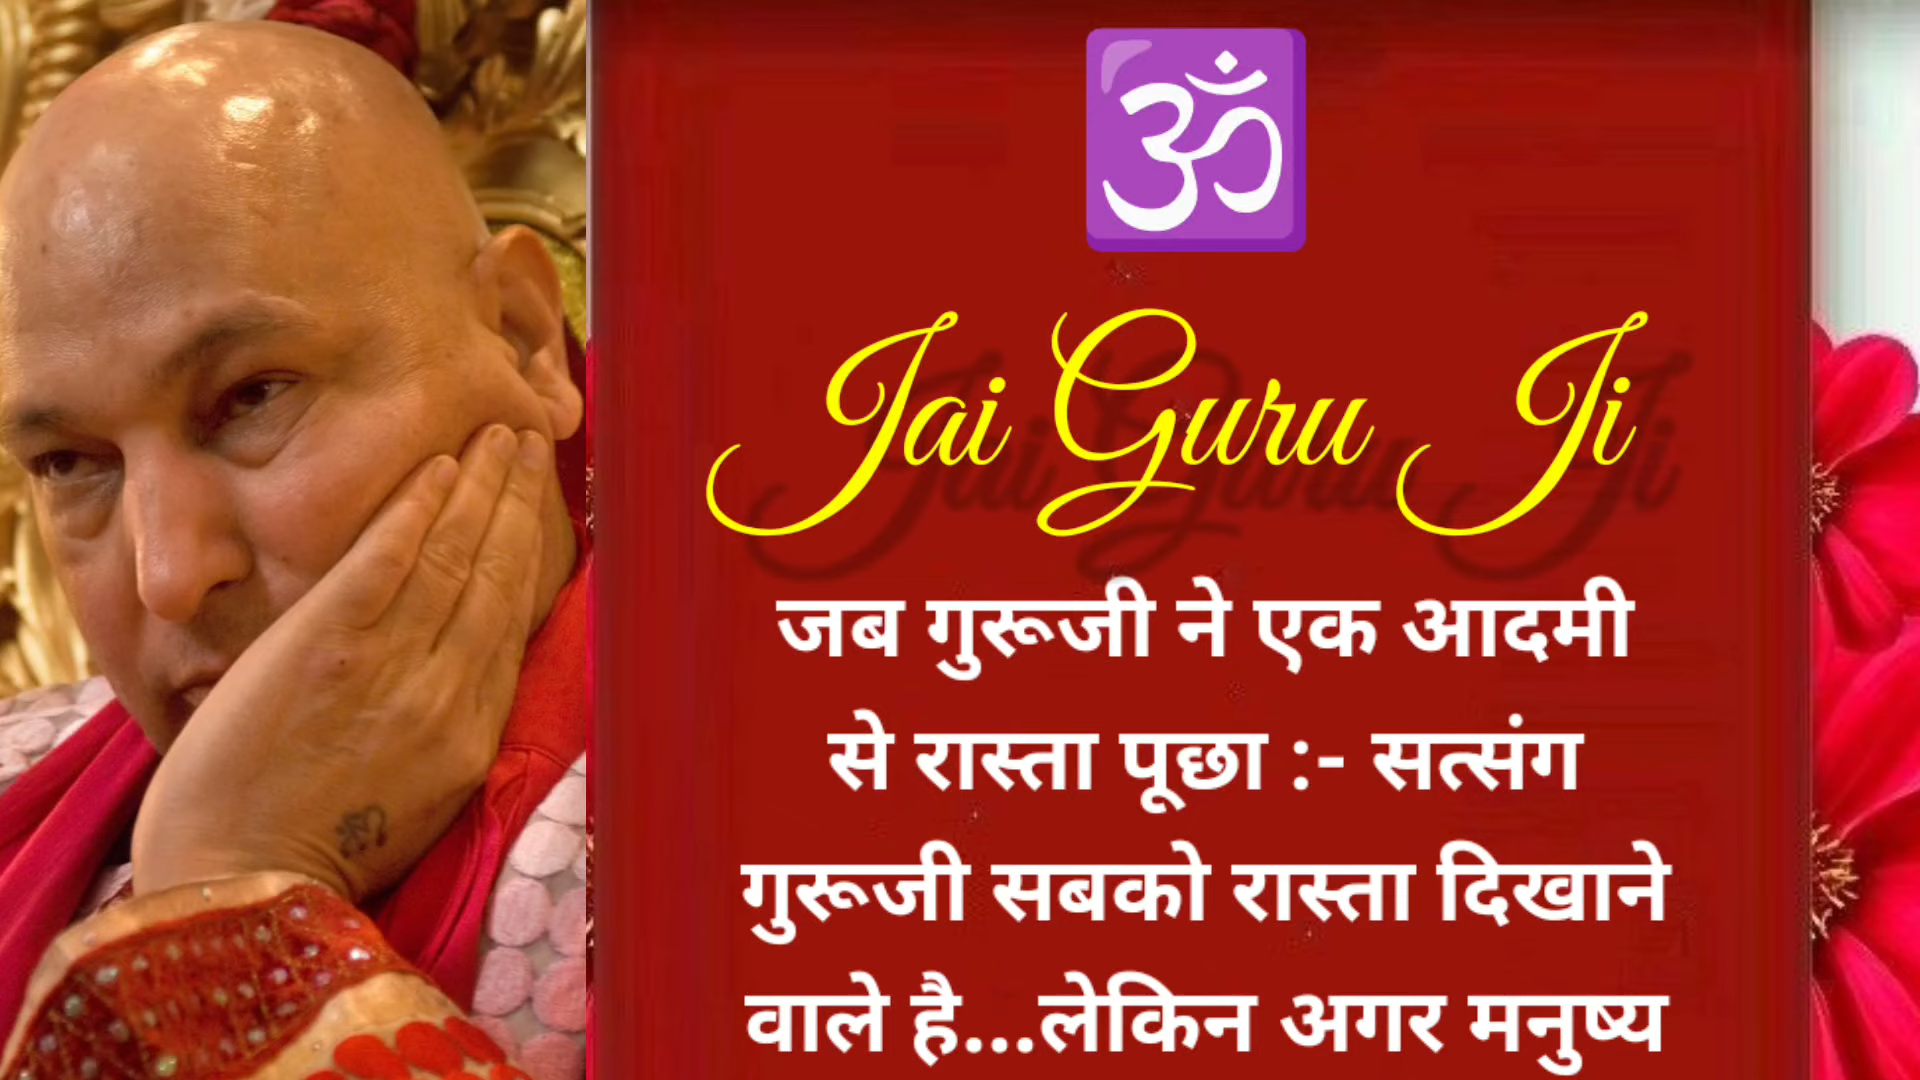 ॐ
Jai Guru Ji
जब गुरूजी ने एक आदमी
से रास्ता पूछा :- सत्संग
गुरूजी सबको रास्ता दिखाने
वाले है...लेकिन अगर मनुष्य